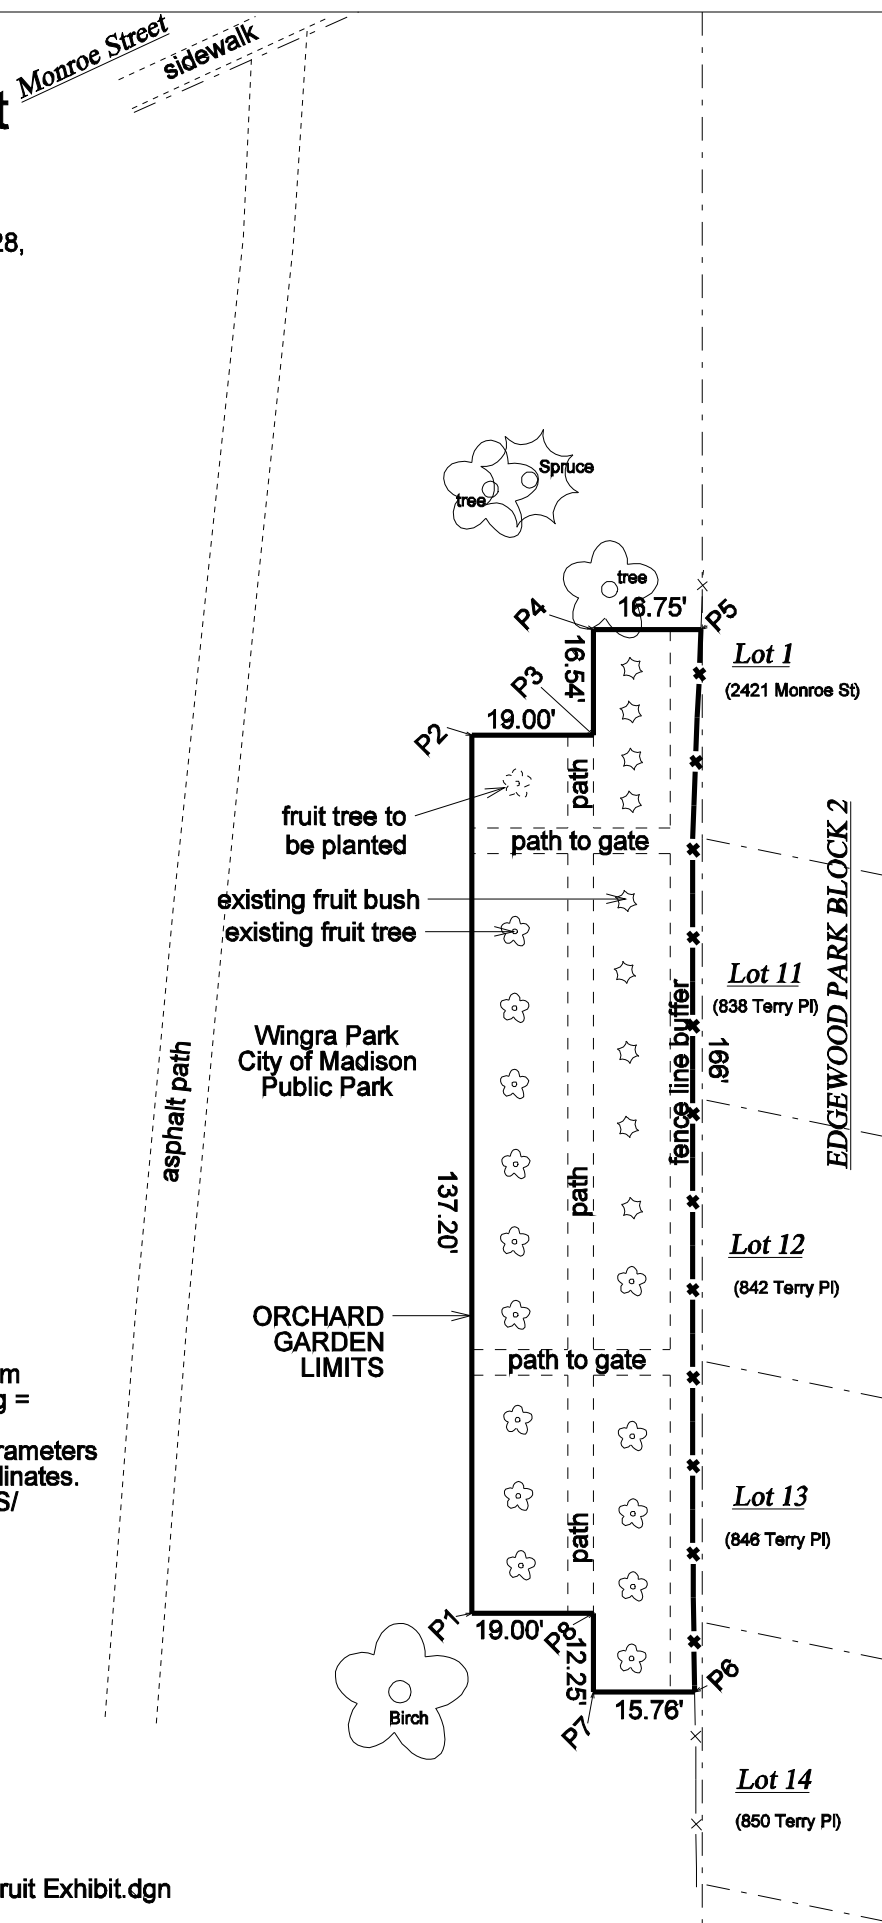 Monroe Street
sidewalk
t
28,
Spruce
tree
tree
16.75'
P4
P5
16.54'
P3
Lot 1
(2421 Monroe St)
19.00'
P2
path
fruit tree to
be planted
path to gate
existing fruit bush
existing fruit tree
EDGEWOOD PARK BLOCK 2
Lot 11
(838 Terry Pl)
fence line buffer
166'
Wingra Park
City of Madison
Public Park
asphalt path
137.20'
path
Lot 12
(842 Terry Pl)
ORCHARD
GARDEN
LIMITS
path to gate
m
g =
rameters
linates.
S/
Lot 13
(846 Terry Pl)
path
P1
19.00'
P8
12.25'
P6
15.76'
P7
Birch
Lot 14
(850 Terry Pl)
ruit Exhibit.dgn